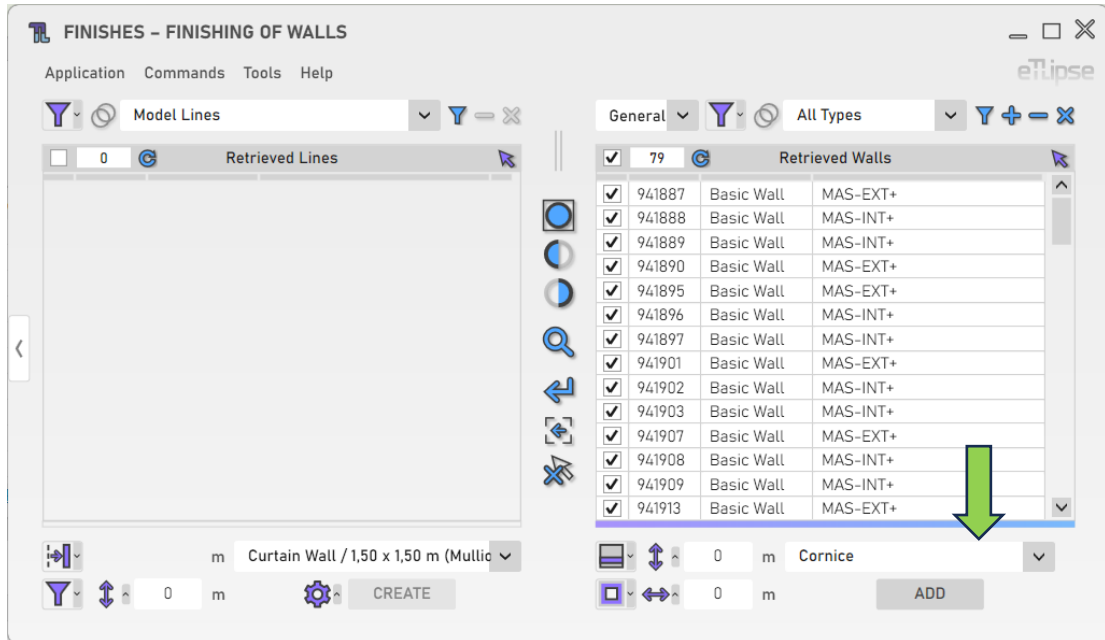 FINISHES – FINISHING OF WALLS
Application Commands Tools Help
eTLipse
Model Lines
General All Types
0 Retrieved Lines
79 Retrieved Walls
941887 Basic Wall MAS-EXT+
941888 Basic Wall MAS-INT+
941889 Basic Wall MAS-INT+
941890 Basic Wall MAS-EXT+
941895 Basic Wall MAS-EXT+
941896 Basic Wall MAS-INT+
941897 Basic Wall MAS-INT+
941901 Basic Wall MAS-EXT+
941902 Basic Wall MAS-INT+
941903 Basic Wall MAS-INT+
941907 Basic Wall MAS-EXT+
941908 Basic Wall MAS-INT+
941909 Basic Wall MAS-INT+
941913 Basic Wall MAS-EXT+
m Curtain Wall / 1,50 x 1,50 m (Mullio
0 m Cornice
0 m CREATE
0 m ADD